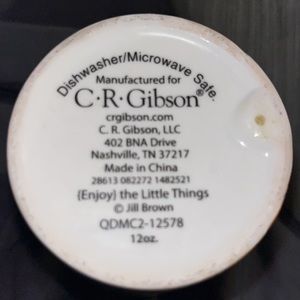 Dishwasher/Microwave Safe.
Manufactured for
C·R·Gibson®
crgibson.com
C. R. Gibson, LLC
402 BNA Drive
Nashville, TN 37217
Made in China
28613 082272 1482521
{Enjoy} the Little Things
© Jill Brown
QDMC2-12578
12oz.